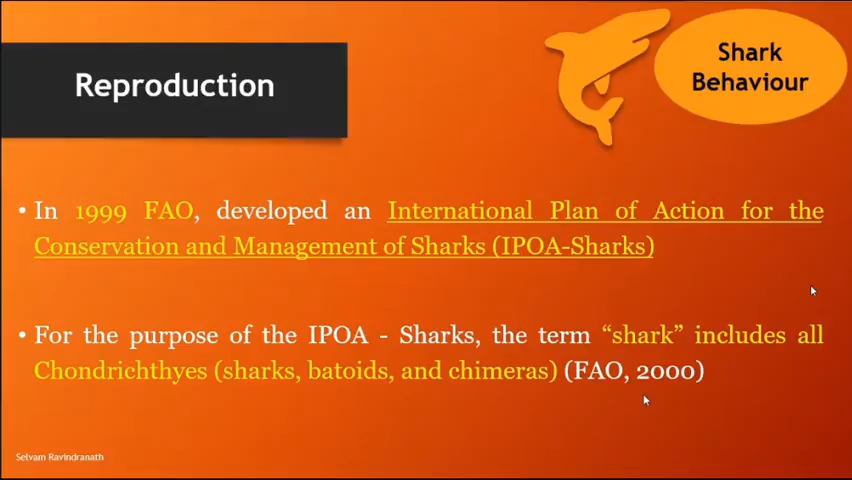 Reproduction
Shark
Behaviour
• In 1999 FAO, developed an International Plan of Action for the
Conservation and Management of Sharks (IPOA-Sharks)
• For the purpose of the IPOA - Sharks, the term “shark” includes all
Chondrichthyes (sharks, batoids, and chimeras) (FAO, 2000)
Selvam Ravindranath